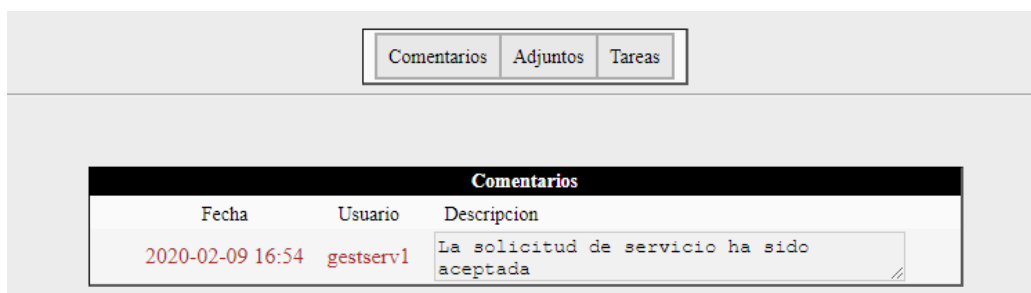 Comentarios Adjuntos Tareas
Comentarios
Fecha Usuario Descripcion
2020-02-09 16:54 gestserv1 La solicitud de servicio ha sido
aceptada